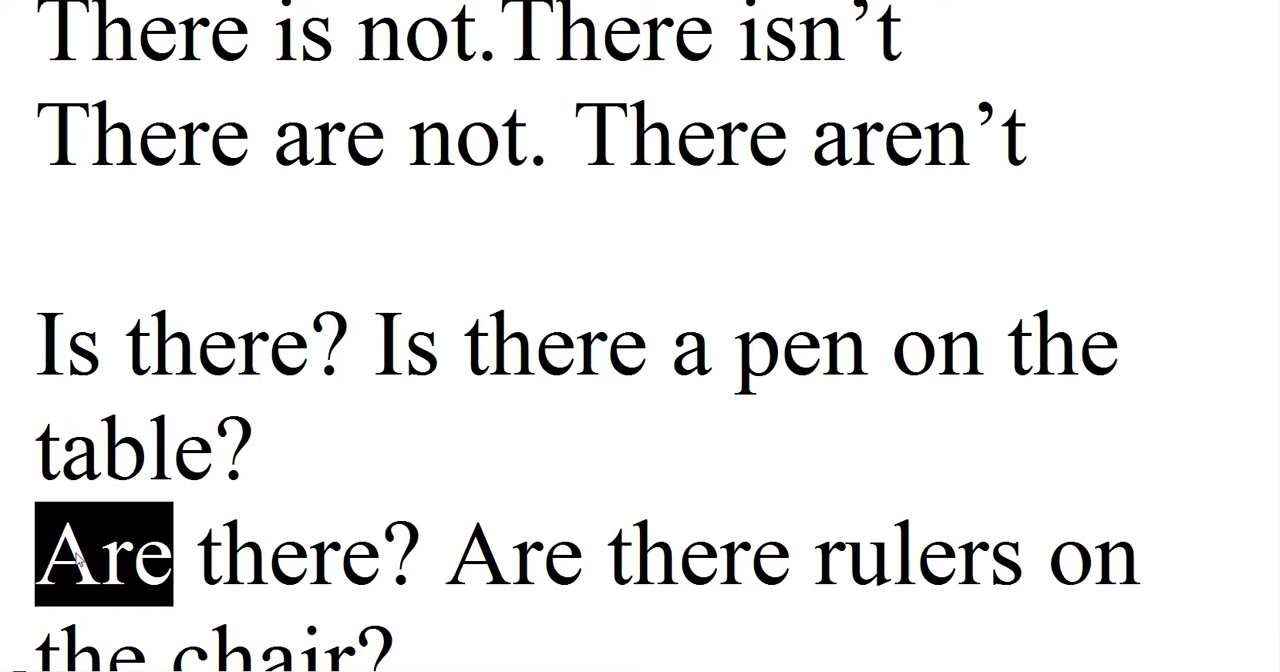 There is not.There isn’t
There are not. There aren’t
Is there? Is there a pen on the
table?
Are there? Are there rulers on
the chair?